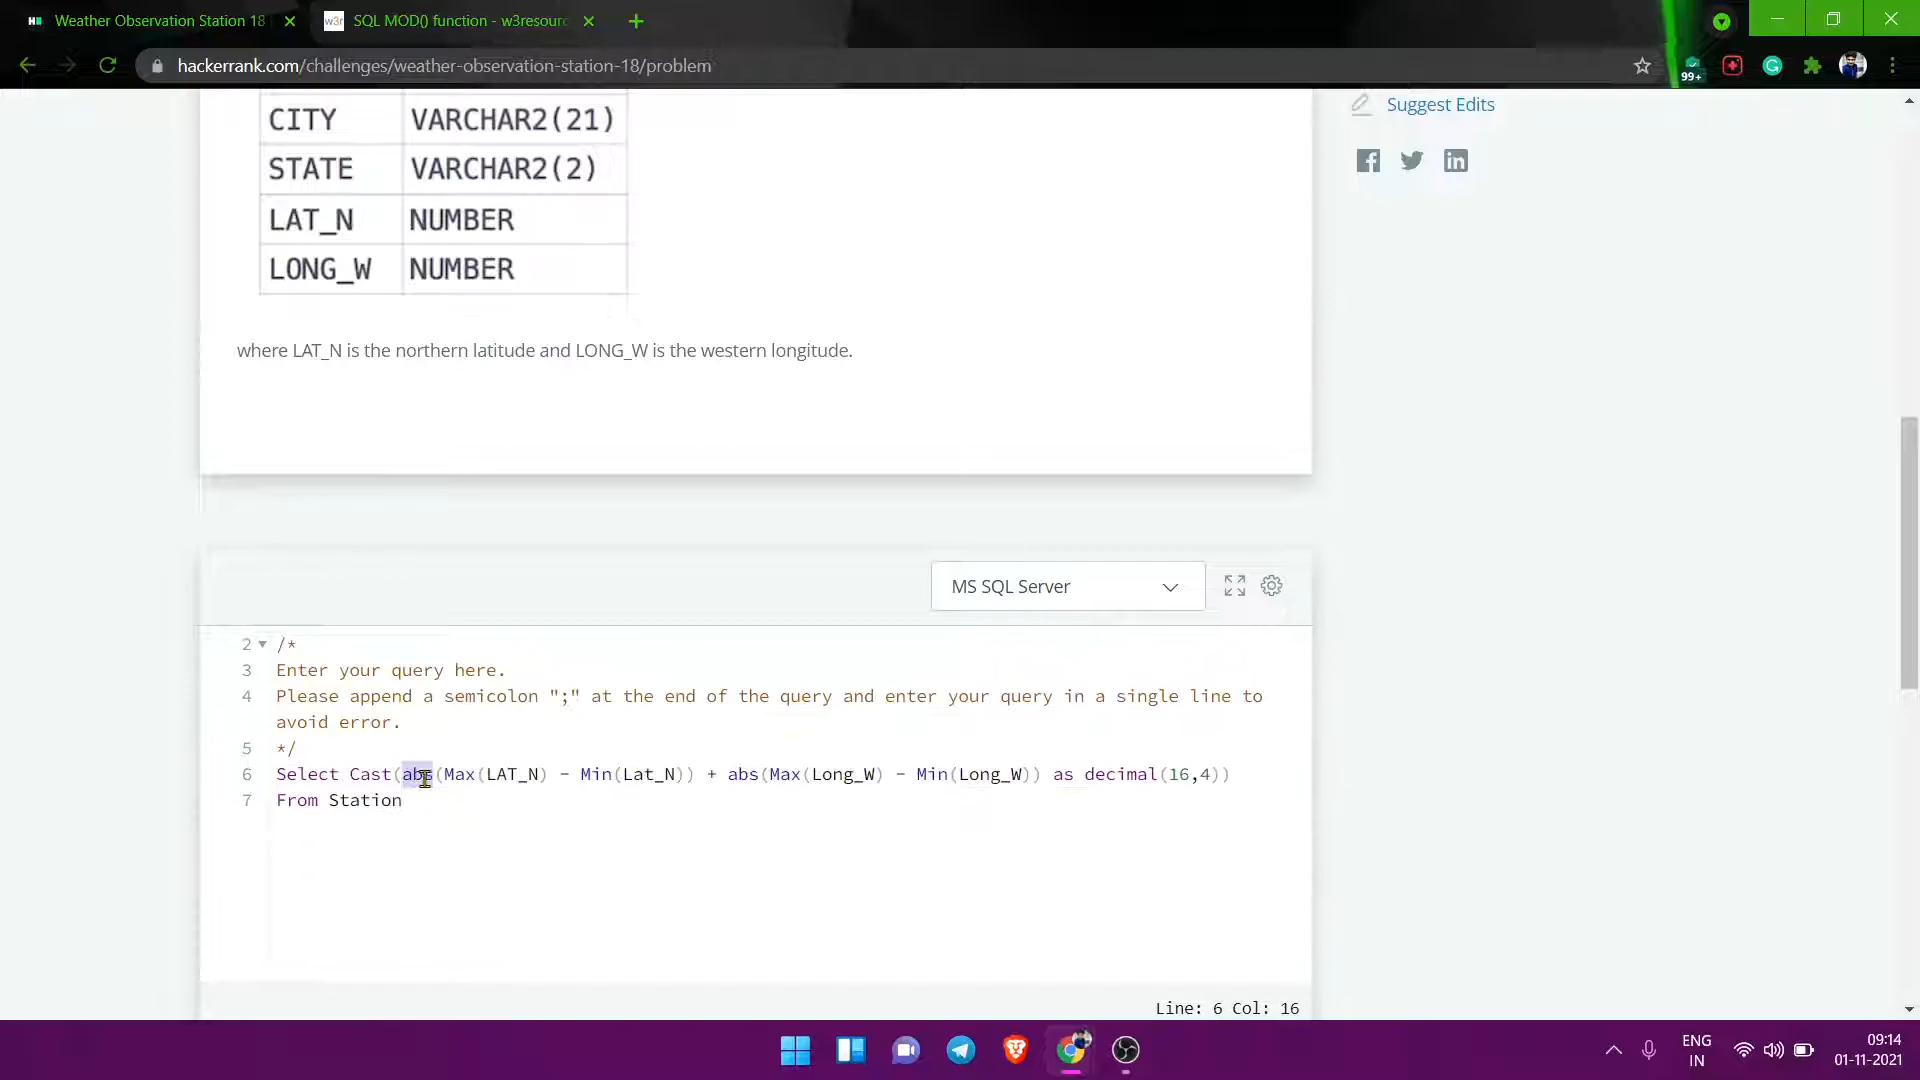 Weather Observation Station 18
w3r SQL MOD() function - w3resour
hackerrank.com/challenges/weather-observation-station-18/problem
99+
CITY VARCHAR2(21)
STATE VARCHAR2(2)
LAT_N NUMBER
LONG_W NUMBER
Suggest Edits
where LAT_N is the northern latitude and LONG_W is the western longitude.
MS SQL Server
2 /*
3 Enter your query here.
4 Please append a semicolon ";" at the end of the query and enter your query in a single line to
avoid error.
5 */
6 Select Cast(abs(Max(LAT_N) - Min(Lat_N)) + abs(Max(Long_W) - Min(Long_W)) as decimal(16,4))
7 From Station
Line: 6 Col: 16
ENG
IN
09:14
01-11-2021